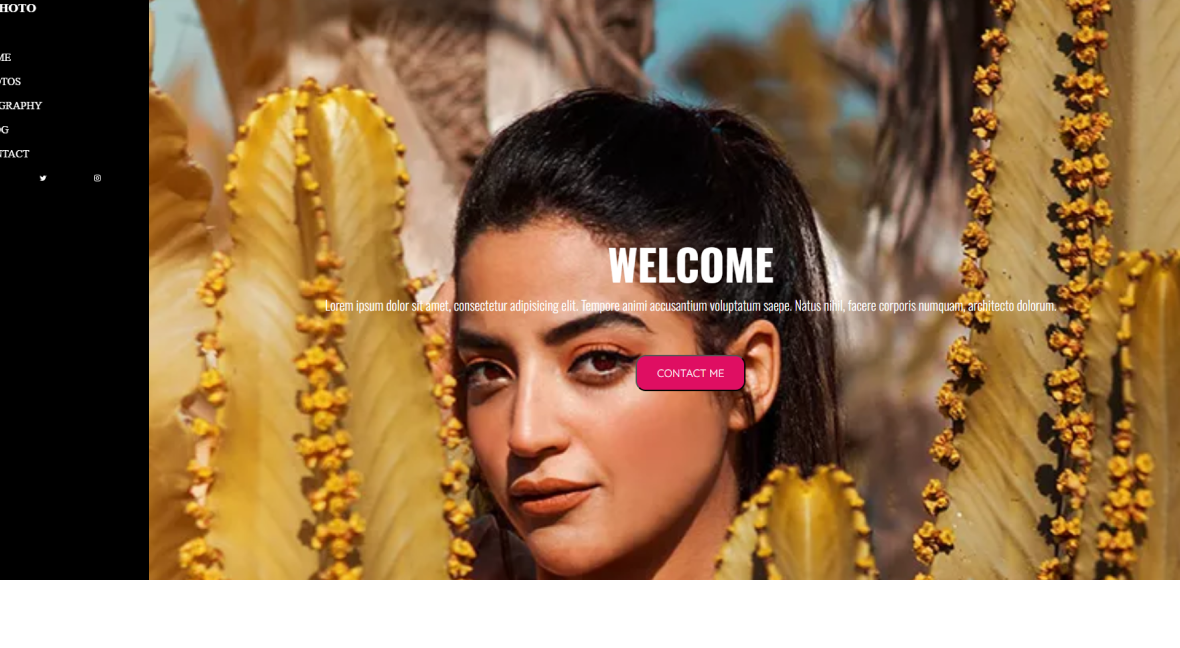 HOTO
ME
OTOS
GRAPHY
OG
NTACT
WELCOME
Lorem ipsum dolor sit amet, consectetur adipisicing elit. Tempore animi accusantium voluptatum saepe. Natus nihil, facere corporis numquam, architecto dolorum.
CONTACT ME